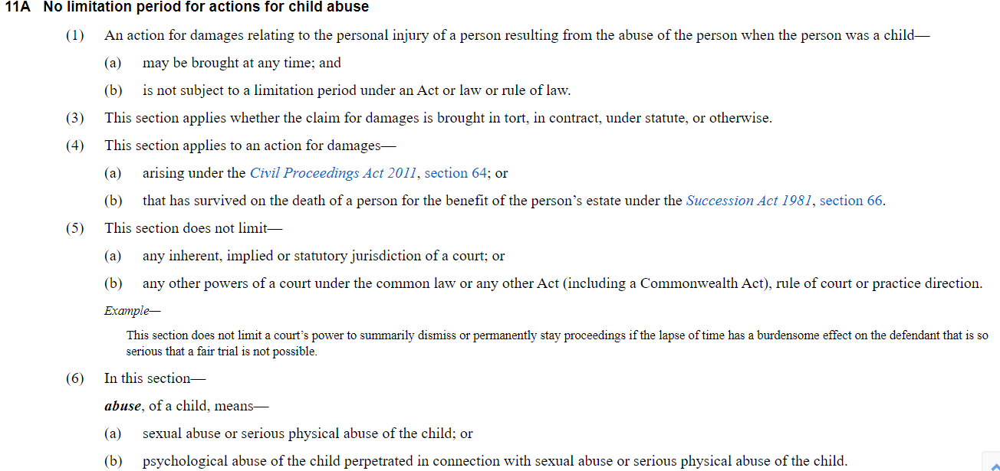 11A No limitation period for actions for child abuse
(1) An action for damages relating to the personal injury of a person resulting from the abuse of the person when the person was a child—
(a) may be brought at any time; and
(b) is not subject to a limitation period under an Act or law or rule of law.
(3) This section applies whether the claim for damages is brought in tort, in contract, under statute, or otherwise.
(4) This section applies to an action for damages—
(a) arising under the Civil Proceedings Act 2011, section 64; or
(b) that has survived on the death of a person for the benefit of the person’s estate under the Succession Act 1981, section 66.
(5) This section does not limit—
(a) any inherent, implied or statutory jurisdiction of a court; or
(b) any other powers of a court under the common law or any other Act (including a Commonwealth Act), rule of court or practice direction.
Example—
This section does not limit a court’s power to summarily dismiss or permanently stay proceedings if the lapse of time has a burdensome effect on the defendant that is so
serious that a fair trial is not possible.
(6) In this section—
abuse, of a child, means—
(a) sexual abuse or serious physical abuse of the child; or
(b) psychological abuse of the child perpetrated in connection with sexual abuse or serious physical abuse of the child.